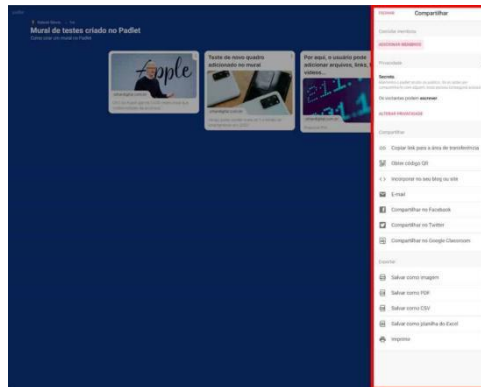 padlet
Mural de testes criado no Padlet
Como criar um mural no Padlet
Apple
Teste de novo quadro adicionado no mural
Por aqui, o usuário pode adicionar arquivos, links, vídeos...
FECHAR
Compartilhar
Convidar membros
ADICIONAR MEMBROS
Privacidade
Secreto
Os visitantes podem escrever
ALTERAR PRIVACIDADE
Compartilhar
Copiar link para a área de transferência
Obter código QR
Incorporar no seu blog ou site
E-mail
Compartilhar no Facebook
Compartilhar no Twitter
Compartilhar no Google Classroom
Exportar
Salvar como imagem
Salvar como PDF
Salvar como CSV
Salvar como planilha do Excel
Imprimir